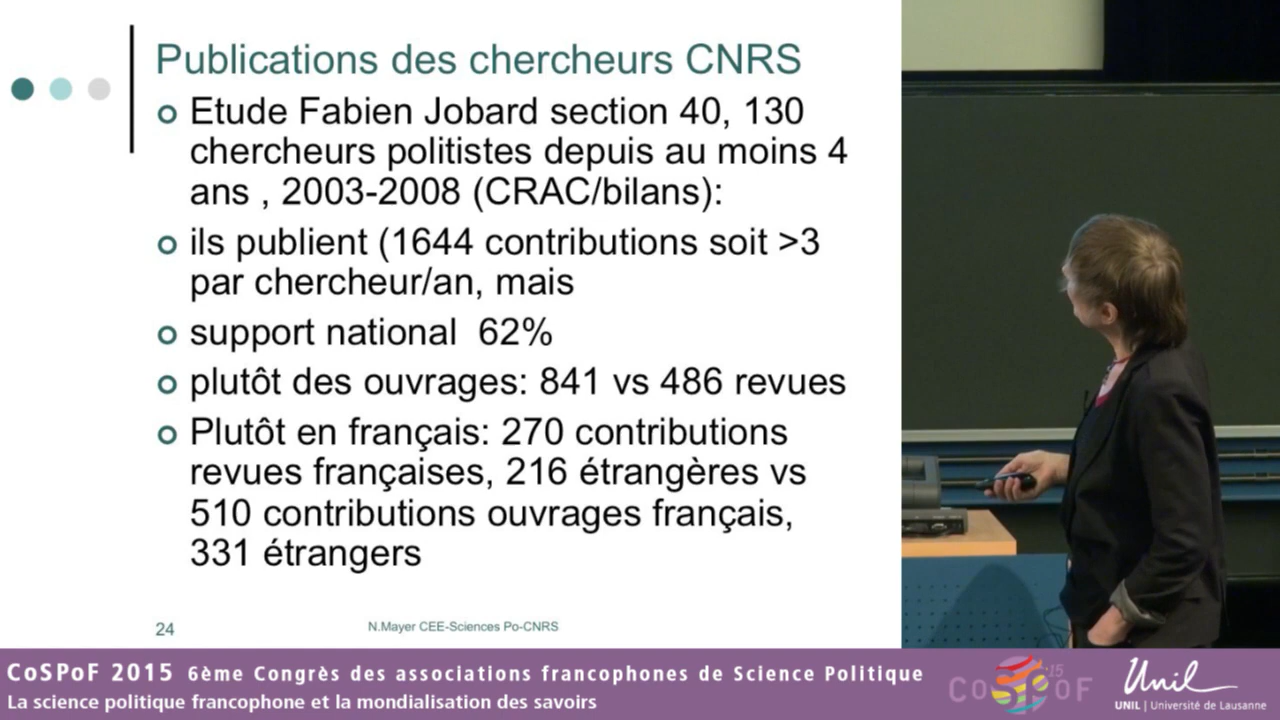 Publications des chercheurs CNRS
Etude Fabien Jobard section 40, 130
chercheurs politistes depuis au moins 4
ans , 2003-2008 (CRAC/bilans):
ils publient (1644 contributions soit >3
par chercheur/an, mais
support national 62%
plutôt des ouvrages: 841 vs 486 revues
Plutôt en français: 270 contributions
revues françaises, 216 étrangères vs
510 contributions ouvrages français,
331 étrangers
24
N.Mayer CEE-Sciences Po-CNRS
CoSPoF 2015 6ème Congrès des associations francophones de Science Politique
La science politique francophone et la mondialisation des savoirs
CoSPOF '15
Unil
UNIL | Université de Lausanne